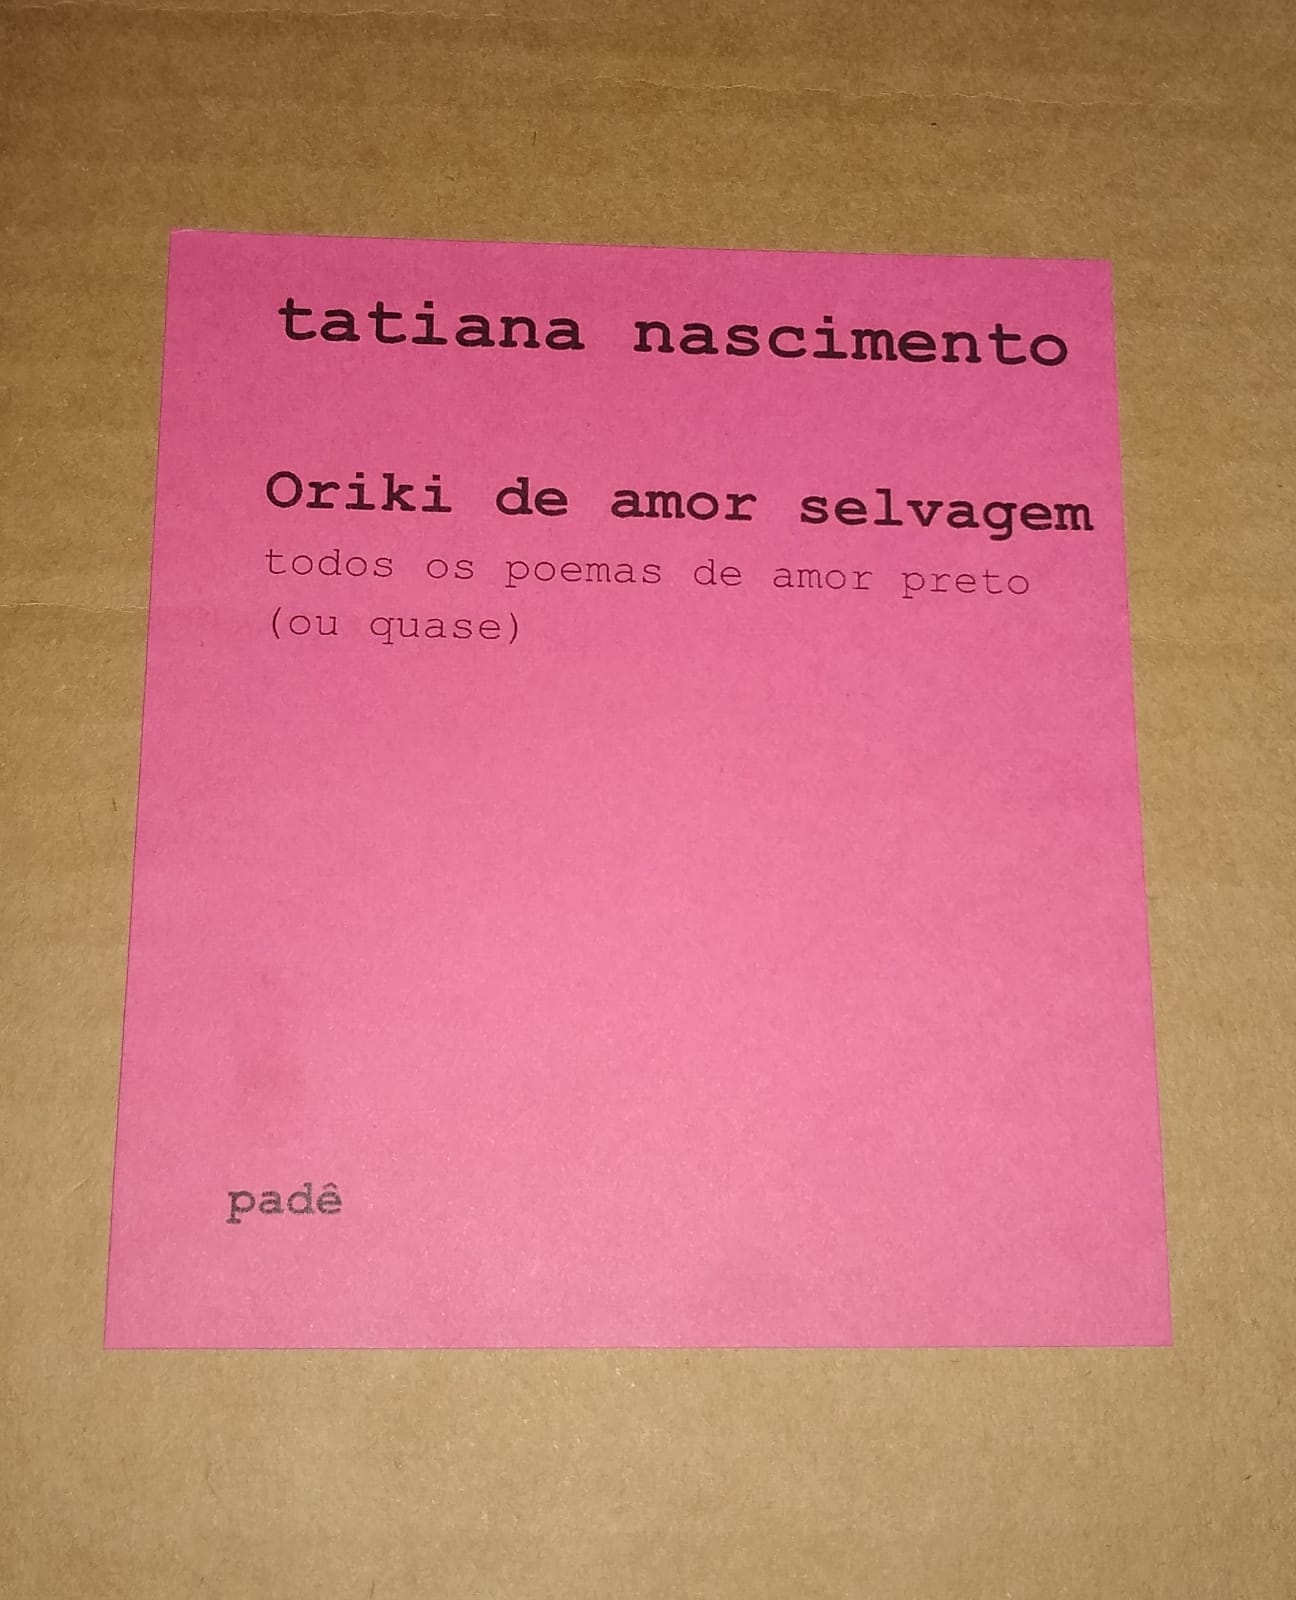 tatiana nascimento
Oriki de amor selvagem
todos os poemas de amor preto
(ou quase)
padê